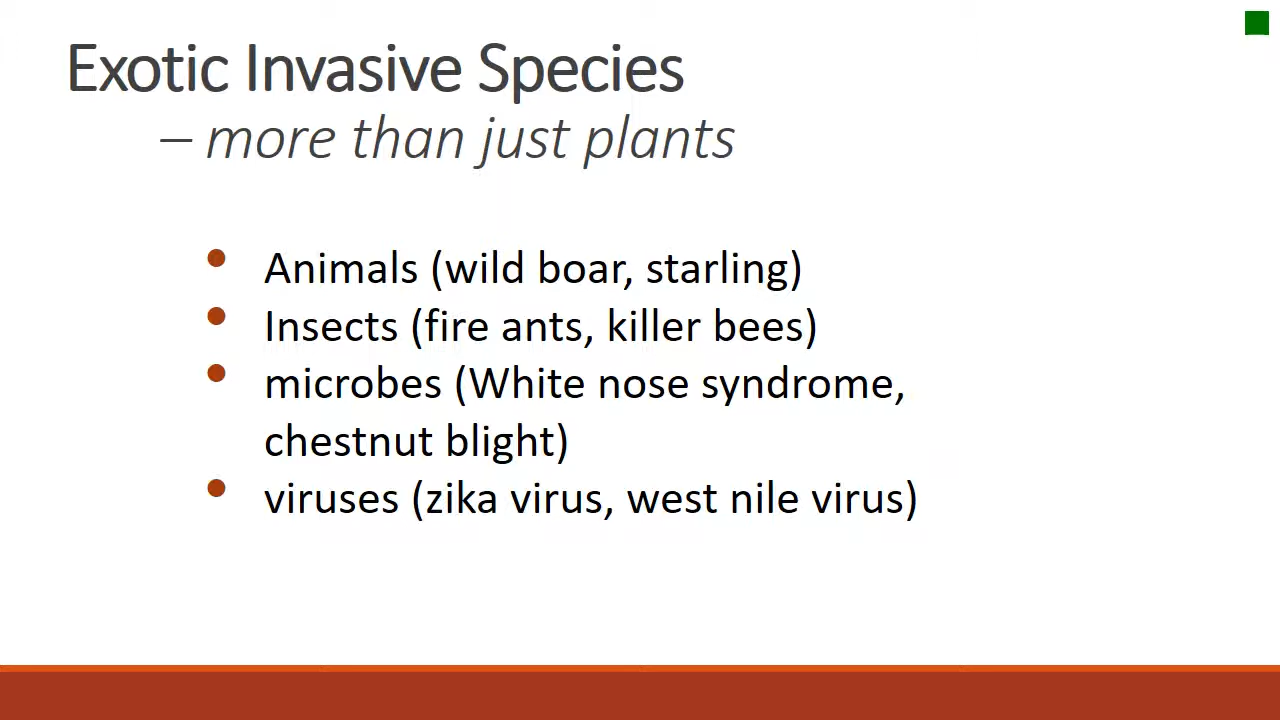 Exotic Invasive Species
– more than just plants
• Animals (wild boar, starling)
• Insects (fire ants, killer bees)
• microbes (White nose syndrome,
chestnut blight)
• viruses (zika virus, west nile virus)